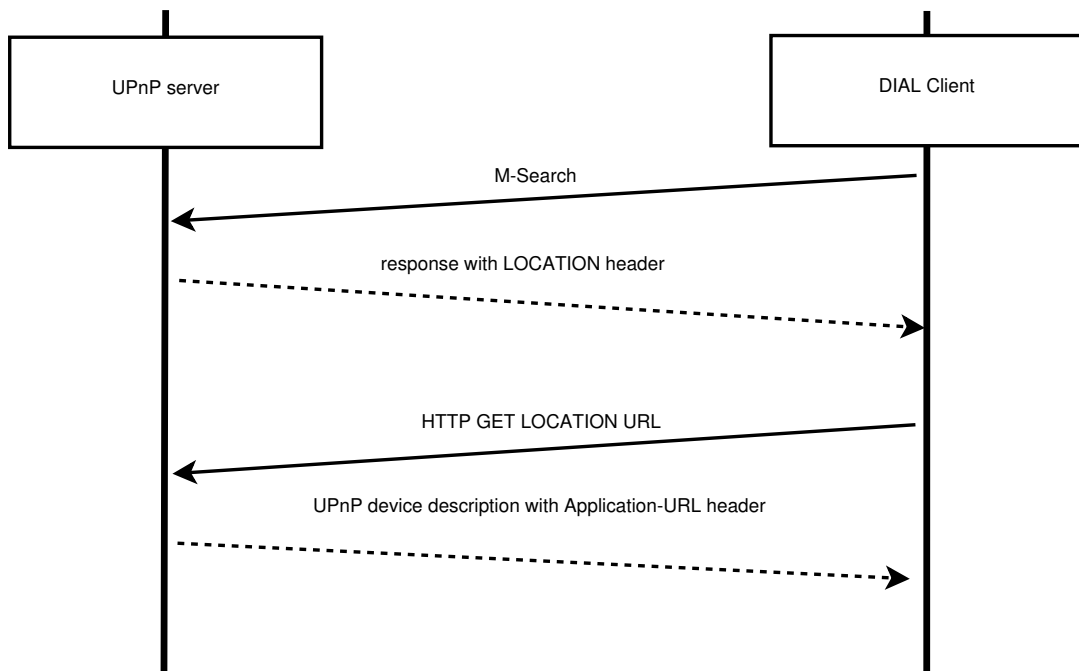 UPnP server
DIAL Client
M-Search
response with LOCATION header
HTTP GET LOCATION URL
UPnP device description with Application-URL header